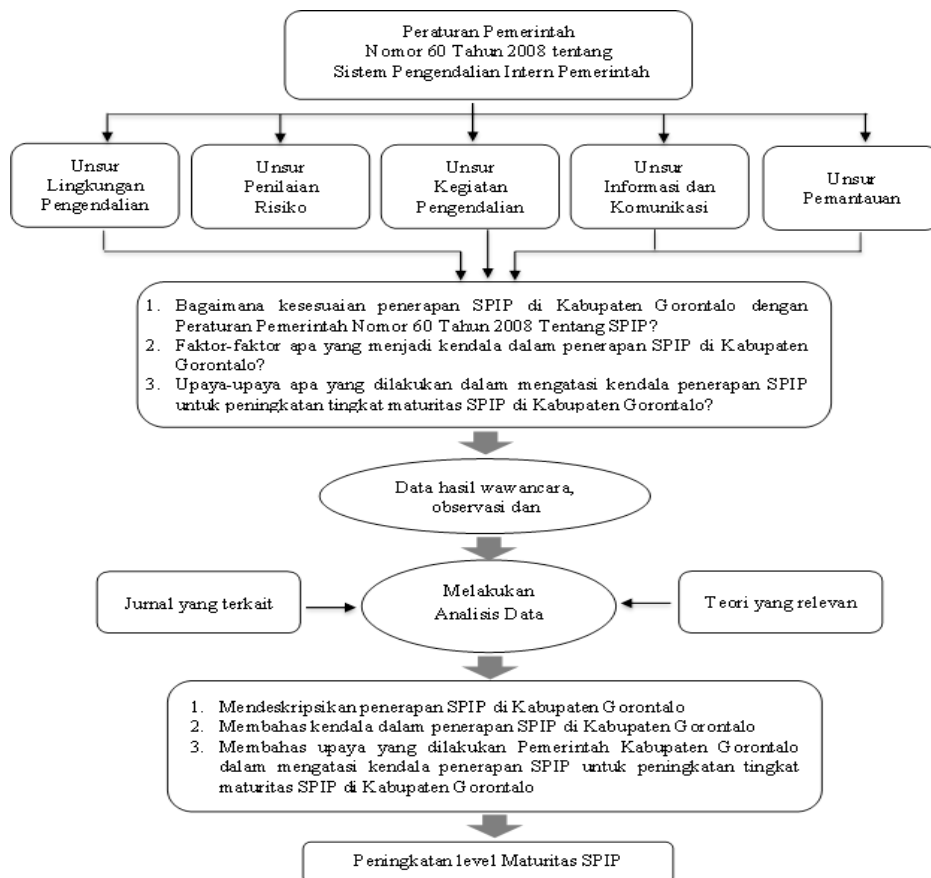 Peraturan Pemerintah
Nomor 60 Tahun 2008 tentang
Sistem Pengendalian Intern Pemerintah
Unsur
Lingkungan
Pengendalian
Unsur
Penilaian
Risiko
Unsur
Kegiatan
Pengendalian
Unsur
Informasi dan
Komunikasi
Unsur
Pemantauan
1. Bagaimana kesesuaian penerapan SPIP di Kabupaten Gorontalo dengan
Peraturan Pemerintah Nomor 60 Tahun 2008 Tentang SPIP?
2. Faktor-faktor apa yang menjadi kendala dalam penerapan SPIP di Kabupaten
Gorontalo?
3. Upaya-upaya apa yang dilakukan dalam mengatasi kendala penerapan SPIP
untuk peningkatan tingkat maturitas SPIP di Kabupaten Gorontalo?
Data hasil wawancara,
observasi dan
Jurnal yang terkait
Melakukan
Analisis Data
Teori yang relevan
1. Mendeskripsikan penerapan SPIP di Kabupaten Gorontalo
2. Membahas kendala dalam penerapan SPIP di Kabupaten Gorontalo
3. Membahas upaya yang dilakukan Pemerintah Kabupaten Gorontalo
dalam mengatasi kendala penerapan SPIP untuk peningkatan tingkat
maturitas SPIP di Kabupaten Gorontalo
Peningkatan level Maturitas SPIP